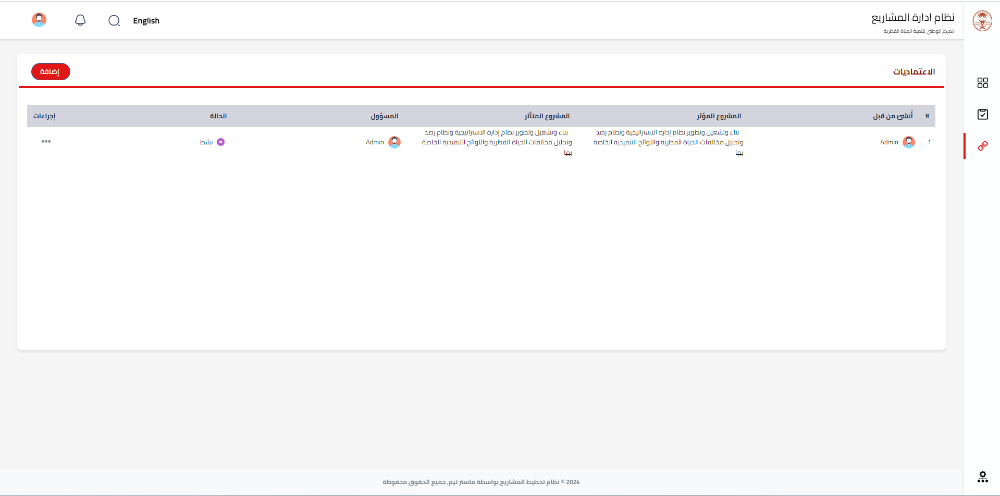 نظام ادارة المشاريع
المركز الوطني لتنمية الحياة الفطرية
English
الاعتماديات
إضافة
# أُنشئ من قبل المشروع المؤثر المشروع المتأثر المسؤول الحالة إجراءات
1 Admin
بناء وتشغيل وتطوير نظام إدارة الاستراتيجية ونظام رصد
وتحليل مخالفات الحياة الفطرية واللوائح التنفيذية الخاصة
بها
بناء وتشغيل وتطوير نظام إدارة الاستراتيجية ونظام رصد
وتحليل مخالفات الحياة الفطرية واللوائح التنفيذية الخاصة
بها
Admin
نشط
2024 © نظام تخطيط المشاريع بواسطة ماستر تيم, جميع الحقوق محفوظة